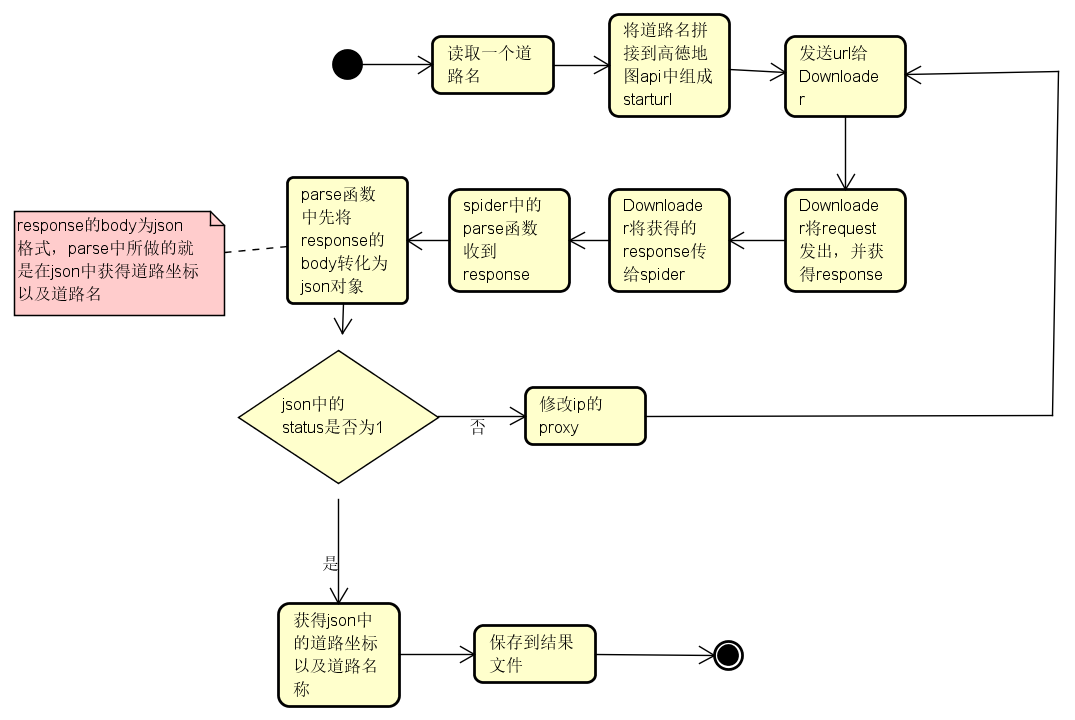 读取一个道
路名
将道路名拼
接到高德地
图api中组成
starturl
发送url给
Downloade
r
Downloade
r将request
发出，并获
得response
Downloade
r将获得的
response传
给spider
spider中的
parse函数
收到
response
parse函数
中先将
response的
body转化为
json对象
response的body为json
格式，parse中所做的就
是在json中获得道路坐标
以及道路名
json中的
status是否为1
否
修改ip的
proxy
是
获得json中
的道路坐标
以及道路名
称
保存到结果
文件